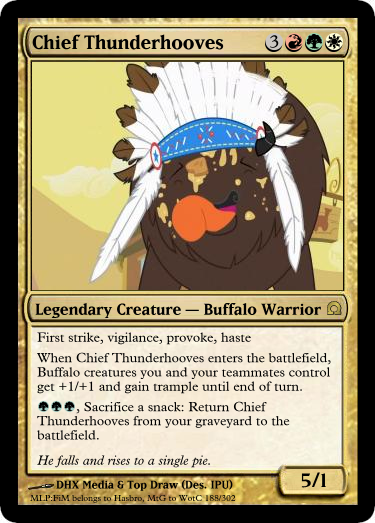 Chief Thunderhooves 3
Legendary Creature — Buffalo Warrior
First strike, vigilance, provoke, haste
When Chief Thunderhooves enters the battlefield,
Buffalo creatures you and your teammates control
get +1/+1 and gain trample until end of turn.
, Sacrifice a snack: Return Chief
Thunderhooves from your graveyard to the
battlefield.
He falls and rises to a single pie.
5/1
DHX Media & Top Draw (Des. IPU)
MLP:FiM belongs to Hasbro, MtG to WotC 188/302